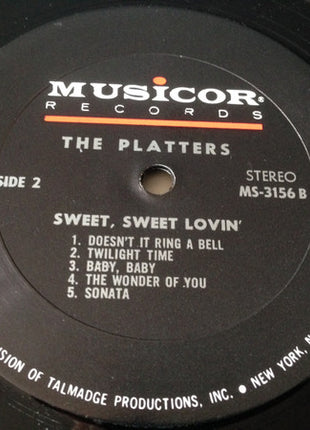 MUSICOR®
RECORDS
THE PLATTERS
SIDE 2
STEREO
MS-3156 B
SWEET, SWEET LOVIN'
1. DOESN'T IT RING A BELL
2. TWILIGHT TIME
3. BABY, BABY
4. THE WONDER OF YOU
5. SONATA
SION OF TALMADGE PRODUCTIONS, INC. • NEW YORK, N